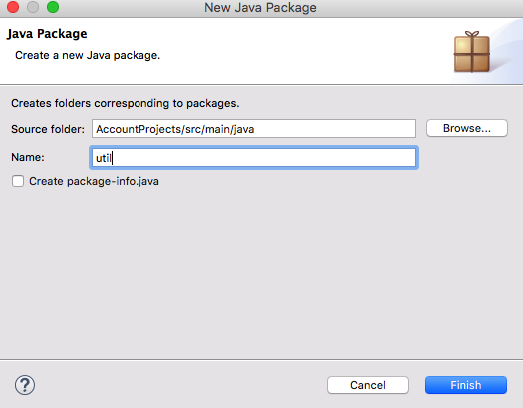 New Java Package
Java Package
Create a new Java package.
Creates folders corresponding to packages.
Source folder: AccountProjects/src/main/java Browse...
Name: util
Create package-info.java
? Cancel Finish